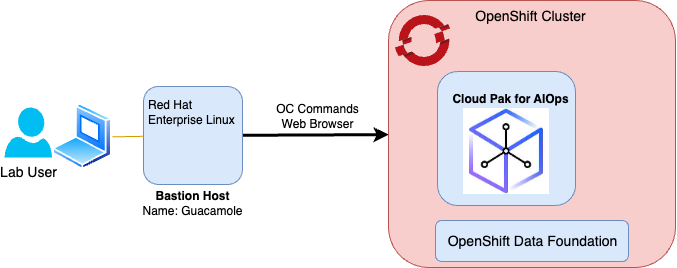 Lab User
Red Hat
Enterprise Linux
Bastion Host
Name: Guacamole
OC Commands
Web Browser
OpenShift Cluster
Cloud Pak for AIOps
OpenShift Data Foundation